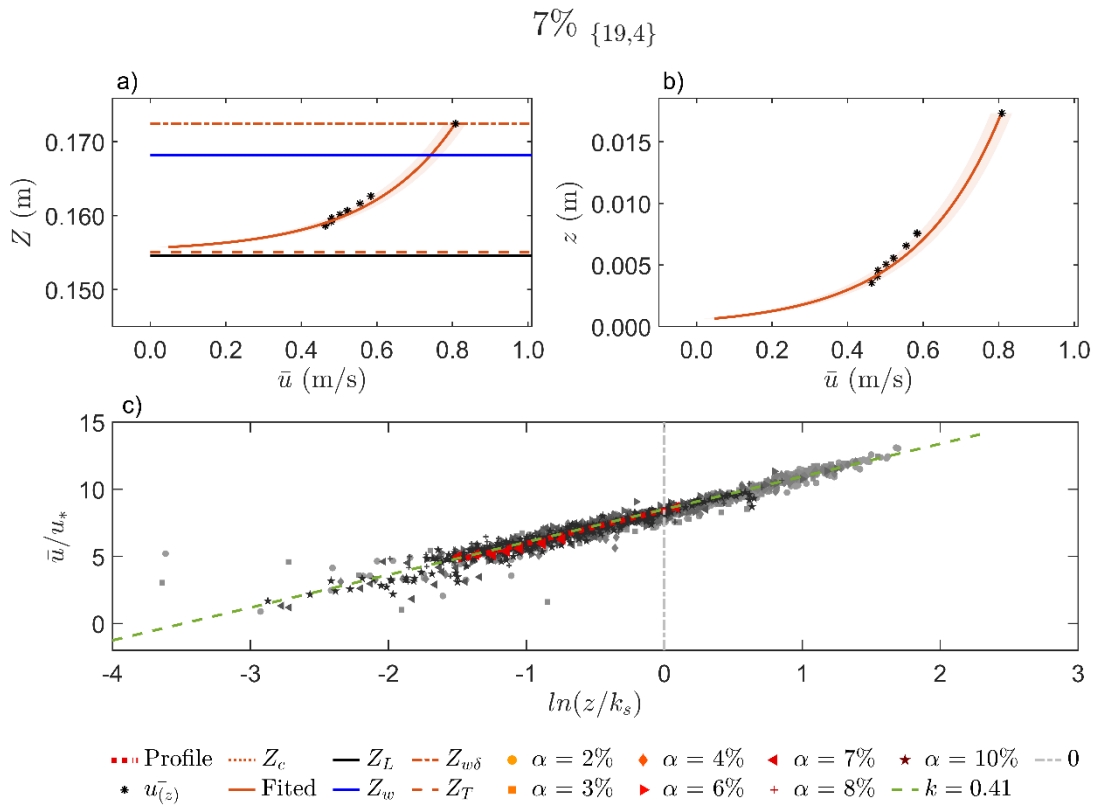 7% {19,4}
a)
b)
0.170
0.160
0.150
Z (m)
0.0 0.2 0.4 0.6 0.8 1.0
ū (m/s)
0.015
0.010
0.005
0.000
z (m)
0.0 0.2 0.4 0.6 0.8 1.0
ū (m/s)
c)
15
10
5
0
ū/u*
-4 -3 -2 -1 0 1 2 3
ln(z/ks)
Profile Zc ZL Zwδ α = 2% α = 4% α = 7% α = 10% 0
ū(z) Fited Zw ZT α = 3% α = 6% α = 8% k = 0.41